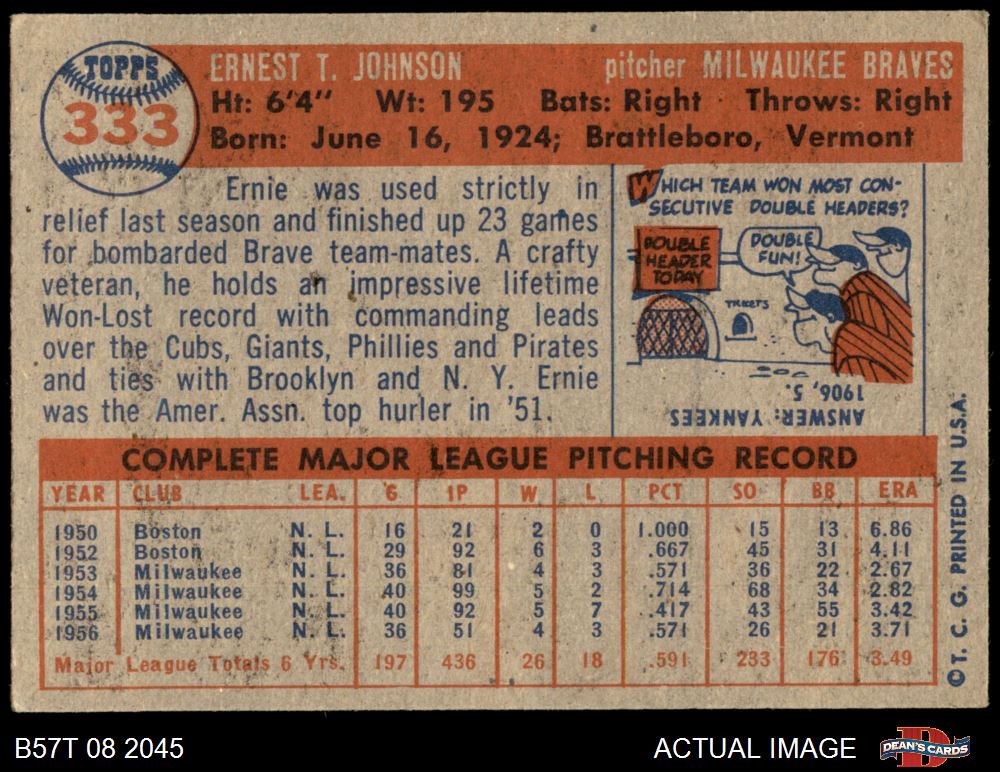 TOPPS
333
ERNEST T. JOHNSON pitcher MILWAUKEE BRAVES
Ht: 6'4" Wt: 195 Bats: Right Throws: Right
Born: June 16, 1924; Brattleboro, Vermont
Ernie was used strictly in
relief last season and finished up 23 games
for bombarded Brave team-mates. A crafty
veteran, he holds an impressive lifetime
Won-Lost record with commanding leads
over the Cubs, Giants, Phillies and Pirates
and ties with Brooklyn and N. Y. Ernie
was the Amer. Assn. top hurler in '51.
WHICH TEAM WON MOST CON-
SECUTIVE DOUBLE HEADERS?
DOUBLE
HEADER
TODAY
DOUBLE
FUN!
TICKETS
ANSWER: YANKEES
1906, 5.
COMPLETE MAJOR LEAGUE PITCHING RECORD
YEAR CLUB LEA. G IP W L PCT SO BB ERA
1950 Boston N. L. 16 21 2 0 1.000 15 13 6.86
1952 Boston N. L. 29 92 6 3 .667 45 31 4.11
1953 Milwaukee N. L. 36 81 4 3 .571 36 22 2.67
1954 Milwaukee N. L. 40 99 5 2 .714 68 34 2.82
1955 Milwaukee N. L. 40 92 5 7 .417 43 55 3.42
1956 Milwaukee N. L. 36 51 4 3 .571 26 21 3.71
Major League Totals 6 Yrs. 197 436 26 18 .591 233 176 3.49
©T. C. G. PRINTED IN U.S.A.
B57T 08 2045 ACTUAL IMAGE DEAN'S CARDS